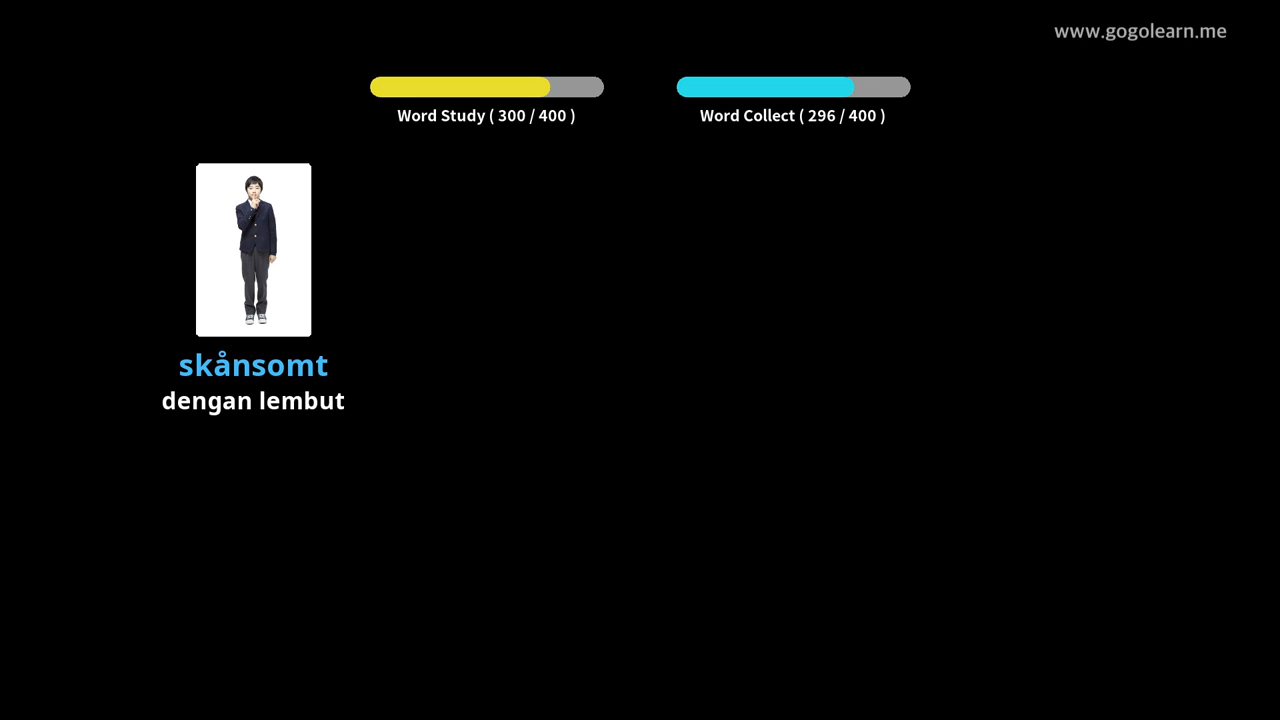 www.gogolearn.me
Word Study ( 300 / 400 )
Word Collect ( 296 / 400 )
skånsomt
dengan lembut